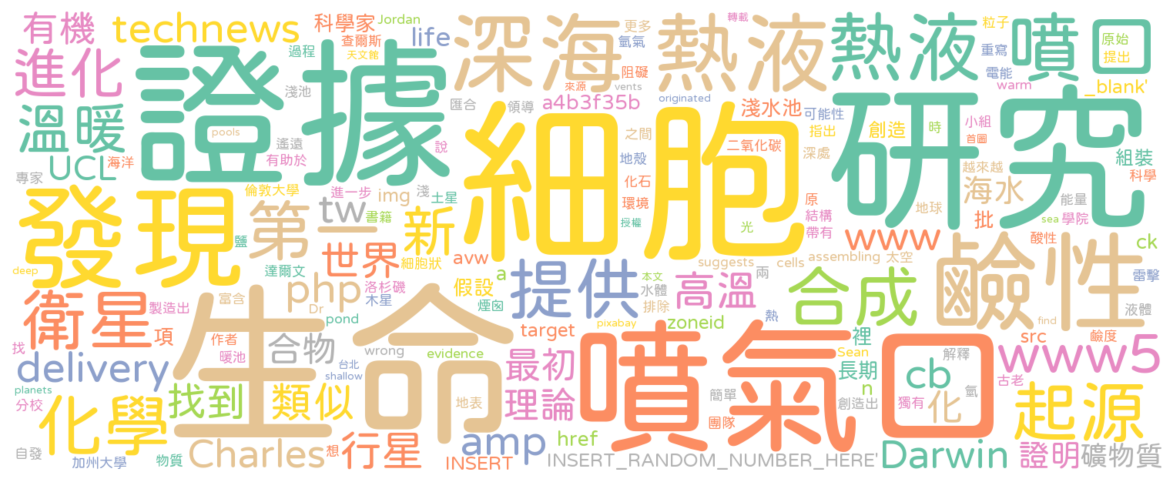 有機 technews 科學家 Jordan life 深海 更多 轉載 熱液 熱液 粒子 噴口 原始
進化 證據 過程 查爾斯 天文館 氫氣 阻礙 重寫 提出
溫暖 淺池 匯合 來源 vents 領導 a4b3f35b originated 淺水池 可能性 電能 warm _blank'
pools 遙遠 細胞 之間 指出 創造 研究 時 小組 首圖
UCL 海洋 有助於 說 地殼 二氧化碳 深處 越來越 組裝
專家 倫敦大學 進一步 img 淺 土星 化石 環境 原 結構 海水 能量 科學
發現 第一 tw 書籍 新 授權 光 帶有 地球 批 sea 學院
鹽 世界 細胞狀 avw a 提供 本文 suggests 兩 cells www assembling 太空 酸性 ck
deep 達爾文 洛杉磯 假設 水體 高溫 合成 鹼性 雷擊
衛星 製造出 富含 php 木星 煙囪 排除 熱 液體
項 Dr 生命 pond target pixabay zoneid 裡 find src 鹼度
找 作者 合物 wrong evidence 噴氣口 Sean 解釋 www5
delivery 暖池 台北 shallow 最初 長期 cb 古老
planets 分校 找到 類似 地表 理論 簡單 n 創造出 獨有 氫 起源
化學 團隊 化
自發 Charles 想 行星 amp href Darwin 證明 礦物質
加州大學 物質 INSERT INSERT_RANDOM_NUMBER_HERE'